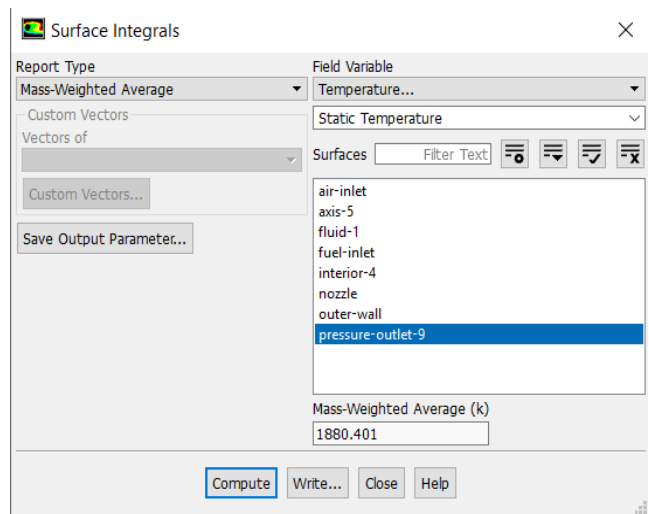 Surface Integrals
Report Type
Mass-Weighted Average
Custom Vectors
Vectors of
Custom Vectors...
Save Output Parameter...
Field Variable
Temperature...
Static Temperature
Surfaces Filter Text
air-inlet
axis-5
fluid-1
fuel-inlet
interior-4
nozzle
outer-wall
pressure-outlet-9
Mass-Weighted Average (k)
1880.401
Compute Write... Close Help